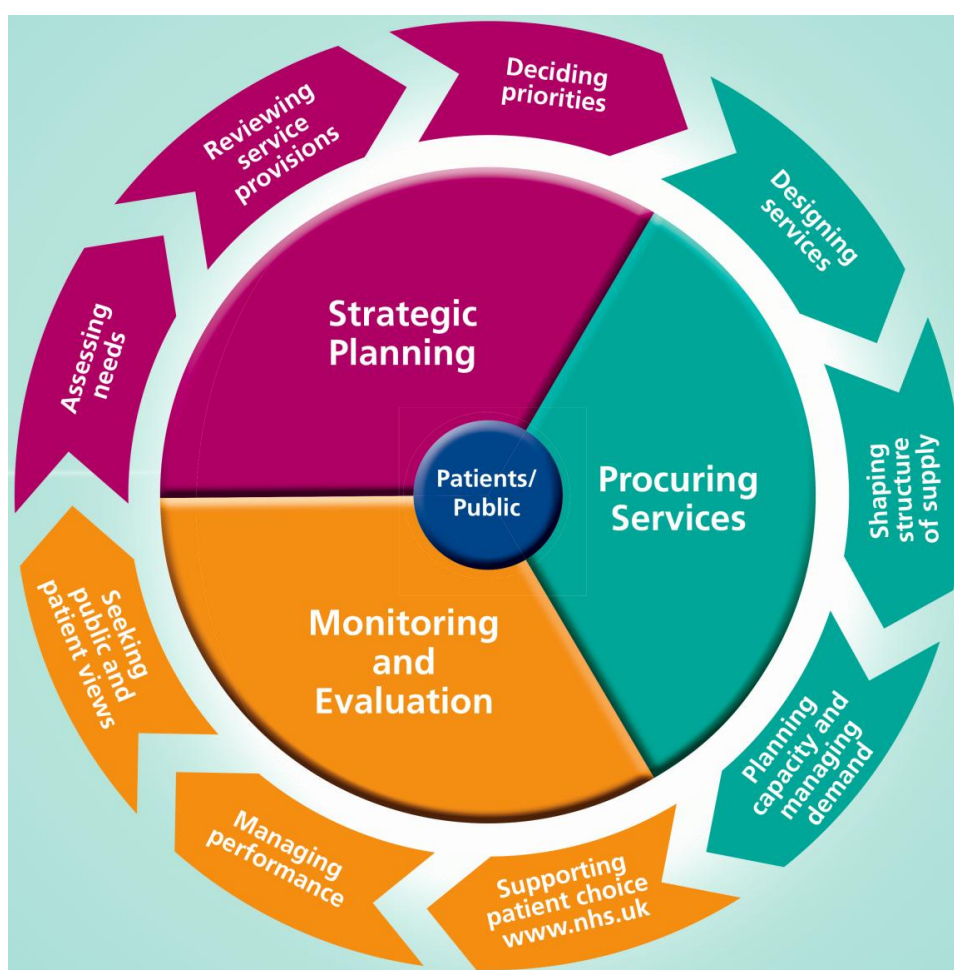 Deciding
priorities
Designing
services
Shaping
structure
of supply
Planning
capacity and
managing
demand
Supporting
patient choice
www.nhs.uk
Managing
performance
Seeking
public and
patient views
Assessing
needs
Reviewing
service
provisions
Strategic
Planning
Procuring
Services
Monitoring
and
Evaluation
Patients/
Public